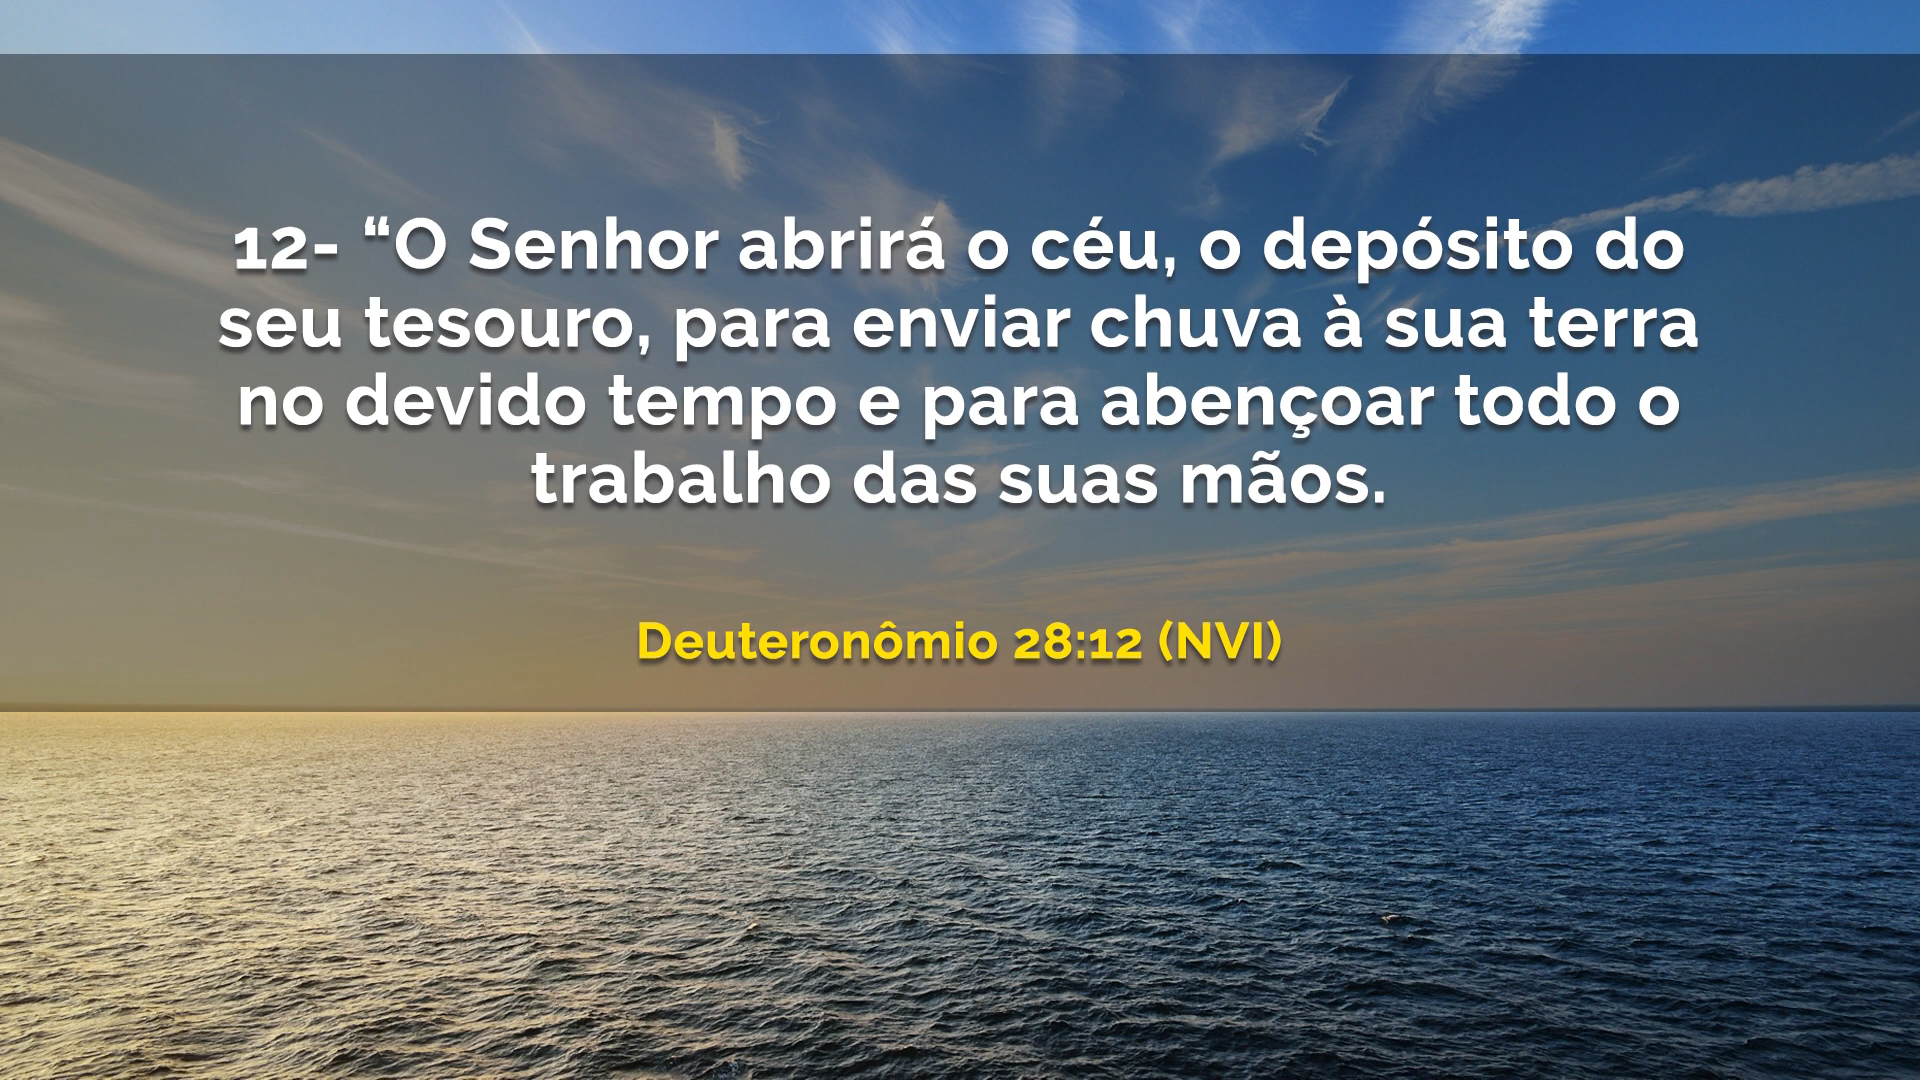 12- “O Senhor abrirá o céu, o depósito do
seu tesouro, para enviar chuva à sua terra
no devido tempo e para abençoar todo o
trabalho das suas mãos.
Deuteronômio 28:12 (NVI)